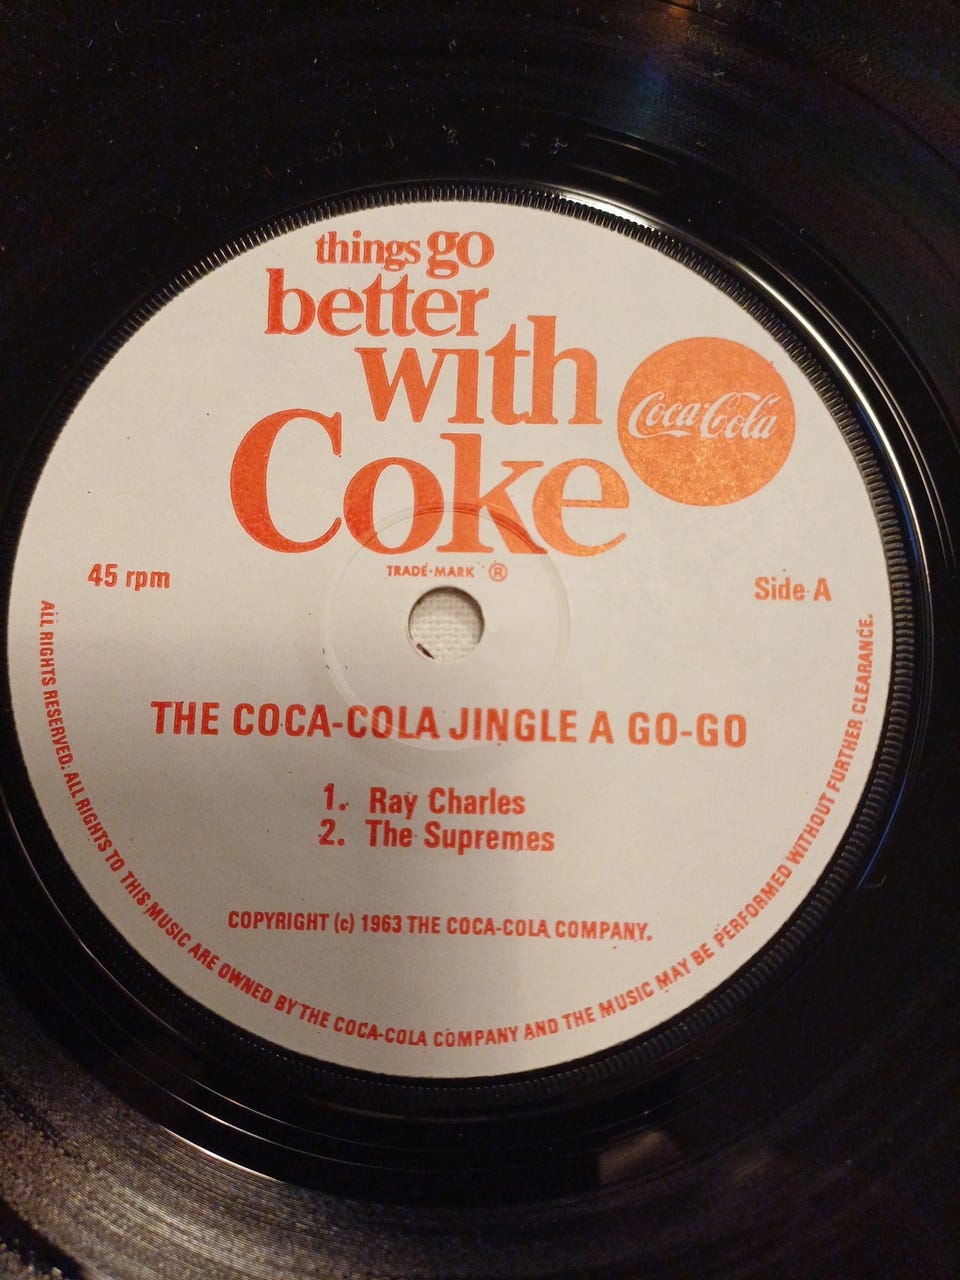 things go
better
with
Coke
Coca-Cola
TRADE-MARK ®
45 rpm
Side A
THE COCA-COLA JINGLE A GO-GO
1. Ray Charles
2. The Supremes
COPYRIGHT (c) 1963 THE COCA-COLA COMPANY.
ALL RIGHTS RESERVED. ALL RIGHTS TO THIS MUSIC ARE OWNED BY THE COCA-COLA COMPANY AND THE MUSIC MAY BE PERFORMED WITHOUT FURTHER CLEARANCE.